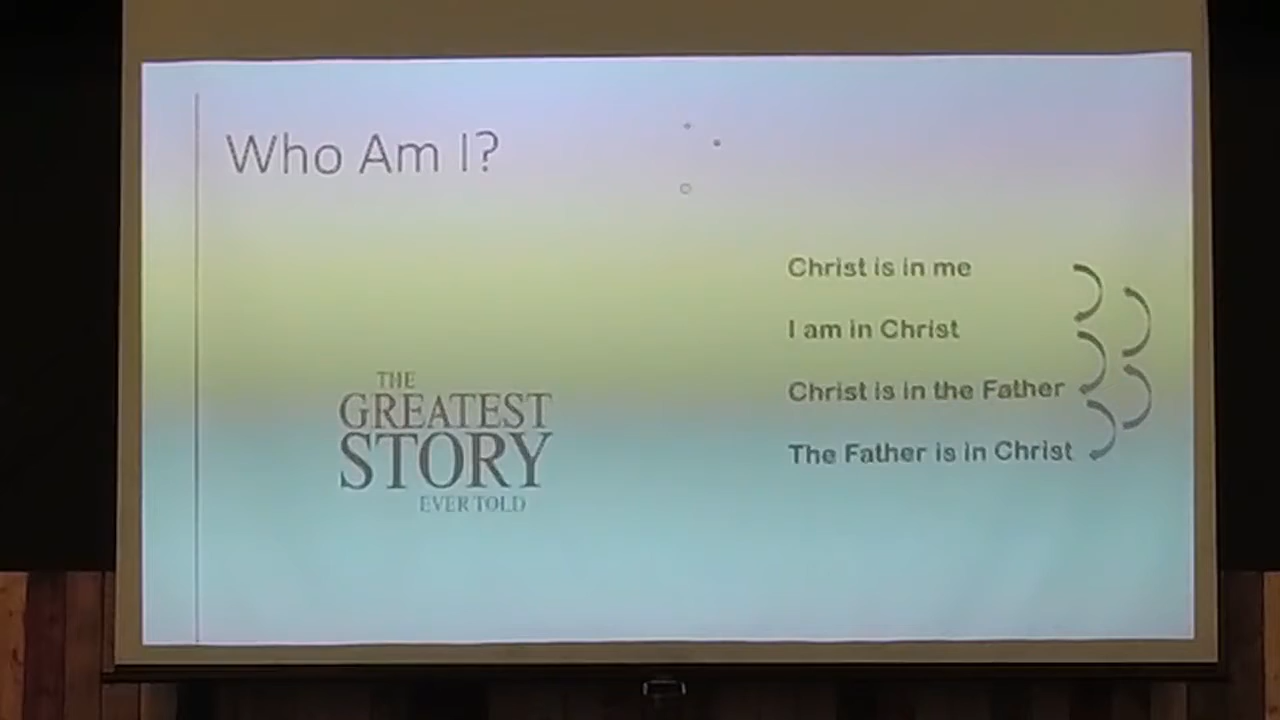 Who Am I?
THE
GREATEST
STORY
EVER TOLD
Christ is in me
I am in Christ
Christ is in the Father
The Father is in Christ